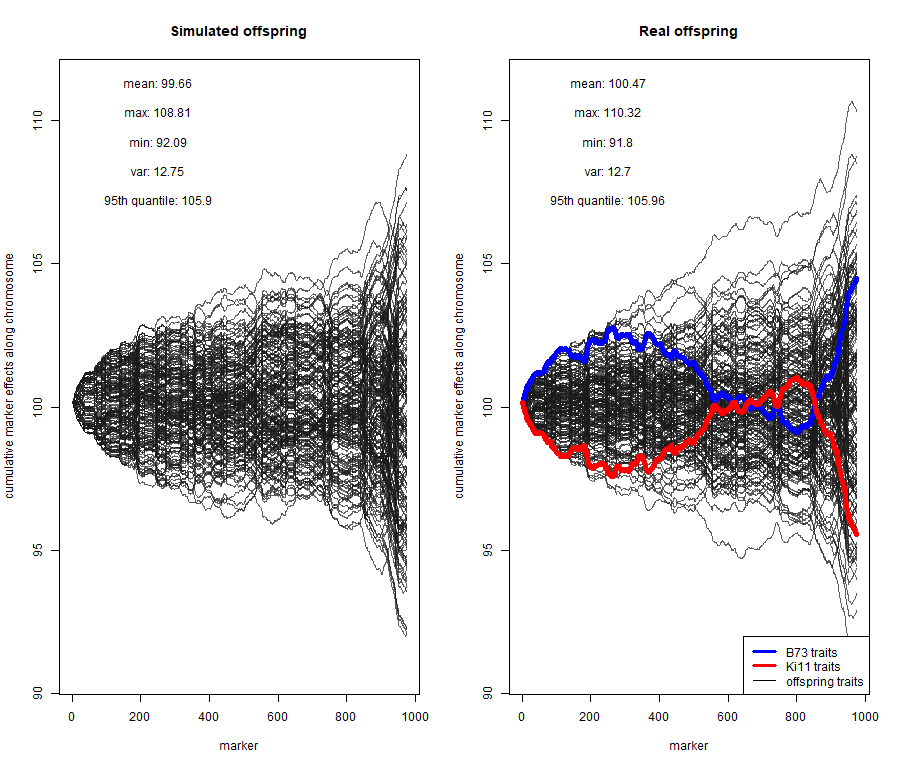 Simulated offspring
mean: 99.66
max: 108.81
min: 92.09
var: 12.75
95th quantile: 105.9
cumulative marker effects along chromosome
110
105
100
95
90
0 200 400 600 800 1000
marker
Real offspring
mean: 100.47
max: 110.32
min: 91.8
var: 12.7
95th quantile: 105.96
cumulative marker effects along chromosome
110
105
100
95
90
B73 traits
Ki11 traits
offspring traits
0 200 400 600 800 1000
marker